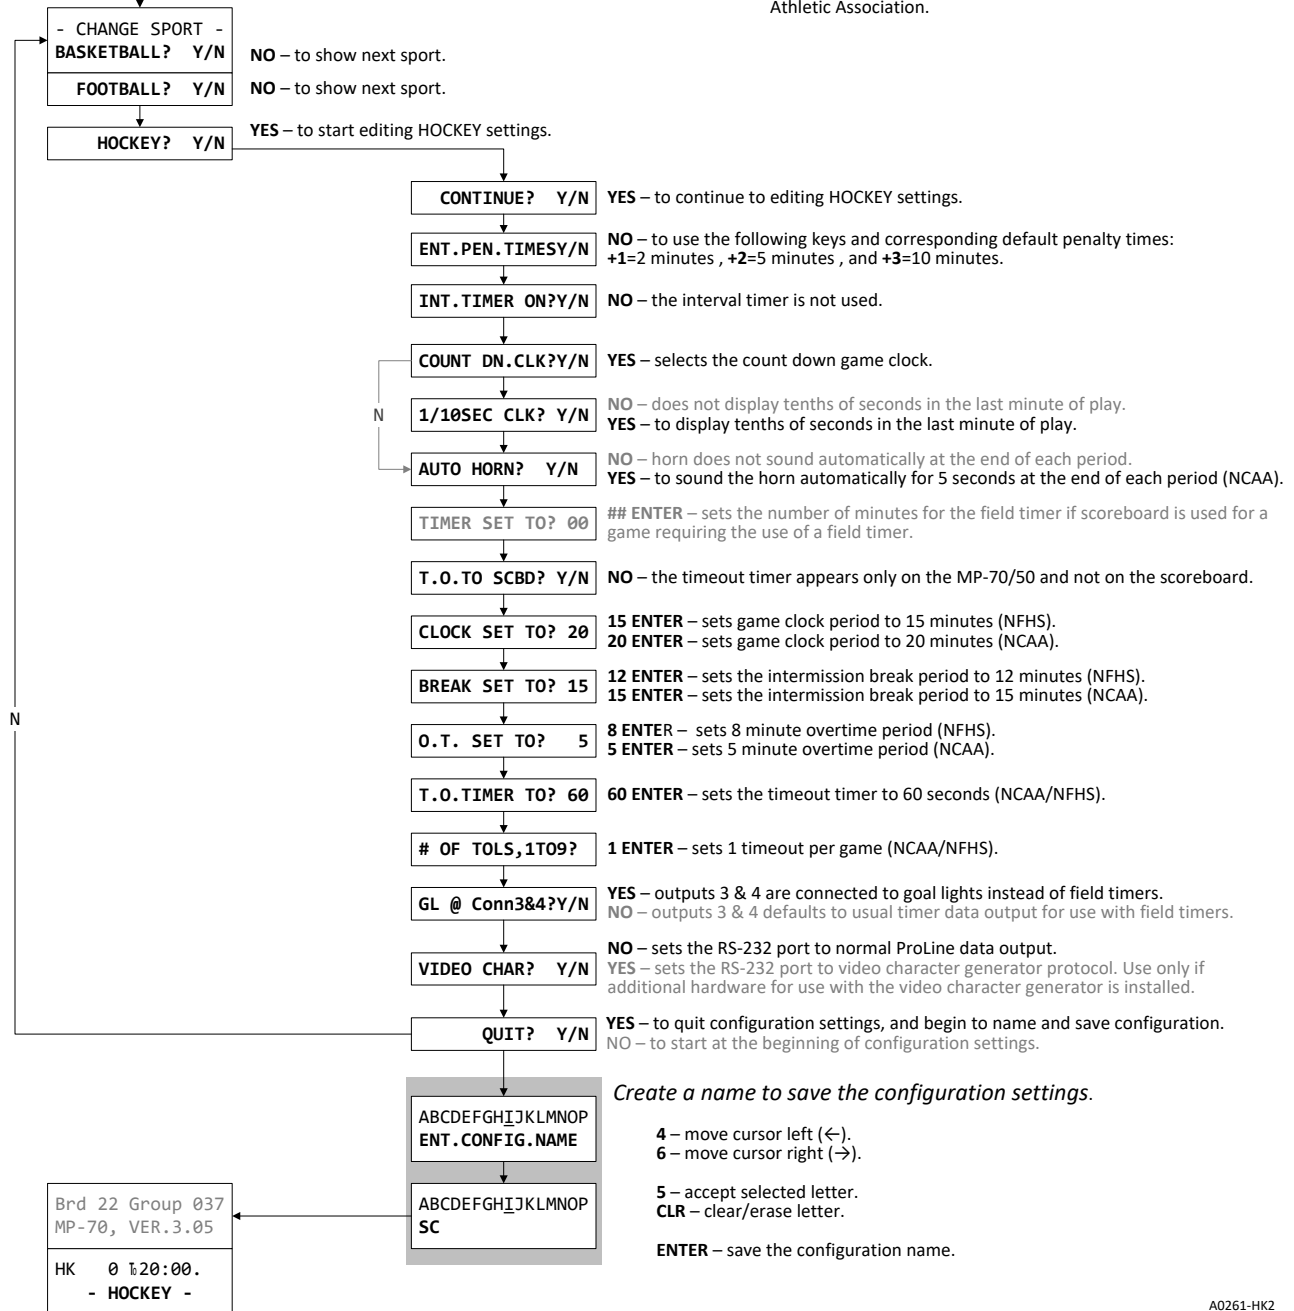 Athletic Association.
- CHANGE SPORT -
BASKETBALL? Y/N
NO – to show next sport.
FOOTBALL? Y/N
NO – to show next sport.
HOCKEY? Y/N
YES – to start editing HOCKEY settings.
CONTINUE? Y/N
YES – to continue to editing HOCKEY settings.
ENT.PEN.TIMESY/N
NO – to use the following keys and corresponding default penalty times:
+1=2 minutes , +2=5 minutes , and +3=10 minutes.
INT.TIMER ON?Y/N
NO – the interval timer is not used.
COUNT DN.CLK?Y/N
YES – selects the count down game clock.
N
1/10SEC CLK? Y/N
NO – does not display tenths of seconds in the last minute of play.
YES – to display tenths of seconds in the last minute of play.
AUTO HORN? Y/N
NO – horn does not sound automatically at the end of each period.
YES – to sound the horn automatically for 5 seconds at the end of each period (NCAA).
TIMER SET TO? 00
## ENTER – sets the number of minutes for the field timer if scoreboard is used for a
game requiring the use of a field timer.
T.O.TO SCBD? Y/N
NO – the timeout timer appears only on the MP-70/50 and not on the scoreboard.
CLOCK SET TO? 20
15 ENTER – sets game clock period to 15 minutes (NFHS).
20 ENTER – sets game clock period to 20 minutes (NCAA).
BREAK SET TO? 15
12 ENTER – sets the intermission break period to 12 minutes (NFHS).
15 ENTER – sets the intermission break period to 15 minutes (NCAA).
N
O.T. SET TO? 5
8 ENTER – sets 8 minute overtime period (NFHS).
5 ENTER – sets 5 minute overtime period (NCAA).
T.O.TIMER TO? 60
60 ENTER – sets the timeout timer to 60 seconds (NCAA/NFHS).
# OF TOLS,1TO9?
1 ENTER – sets 1 timeout per game (NCAA/NFHS).
GL @ Conn3&4?Y/N
YES – outputs 3 & 4 are connected to goal lights instead of field timers.
NO – outputs 3 & 4 defaults to usual timer data output for use with field timers.
VIDEO CHAR? Y/N
NO – sets the RS-232 port to normal ProLine data output.
YES – sets the RS-232 port to video character generator protocol. Use only if
additional hardware for use with the video character generator is installed.
QUIT? Y/N
YES – to quit configuration settings, and begin to name and save configuration.
NO – to start at the beginning of configuration settings.
Create a name to save the configuration settings.
ABCDEFGHIJKLMNOP
ENT.CONFIG.NAME
4 – move cursor left (←).
6 – move cursor right (→).
5 – accept selected letter.
CLR – clear/erase letter.
ENTER – save the configuration name.
ABCDEFGHIJKLMNOP
SC
Brd 22 Group 037
MP-70, VER.3.05
HK 0 20:00.
- HOCKEY -
A0261-HK2